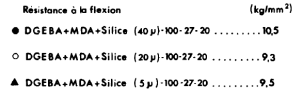 Résistance à la flexion (kg/mm²)
● DGEBA+MDA+Silice (40 µ)-100-27-20 ......... 10,5
○ DGEBA+MDA+Silice (20 µ)-100-27-20 ......... 9,3
▲ DGEBA+MDA+Silice (5 µ)-100-27-20 ......... 9,5